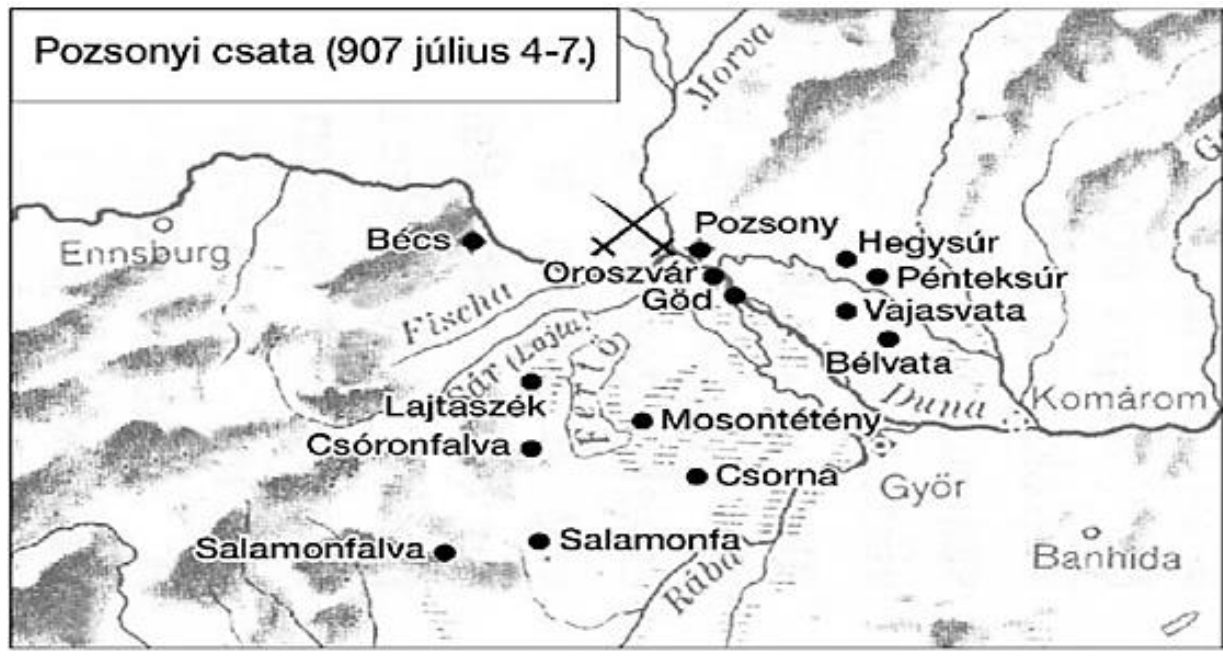 Pozsonyi csata (907 július 4-7.)
Morva
Ennsburg
Bécs
Pozsony
Hegysúr
Oroszvár
Pénteksúr
Göd
Fischa
Vajasvata
Sár (Lajta)
Fertő
Bélvata
Lajtaszék
Duna
Komárom
Mosontétény
Csóronfalva
Csorna
Győr
Salamonfalva
Salamonfa
Rába
Banhida